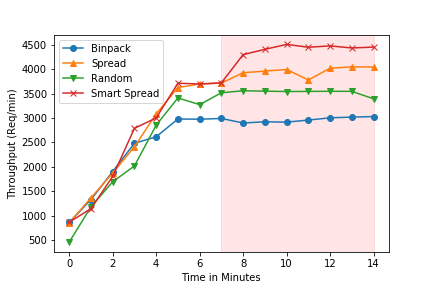 4500
4000
3500
3000
2500
2000
1500
1000
500
Throughput (Req/min)
Binpack
Spread
Random
Smart Spread
0 2 4 6 8 10 12 14
Time in Minutes